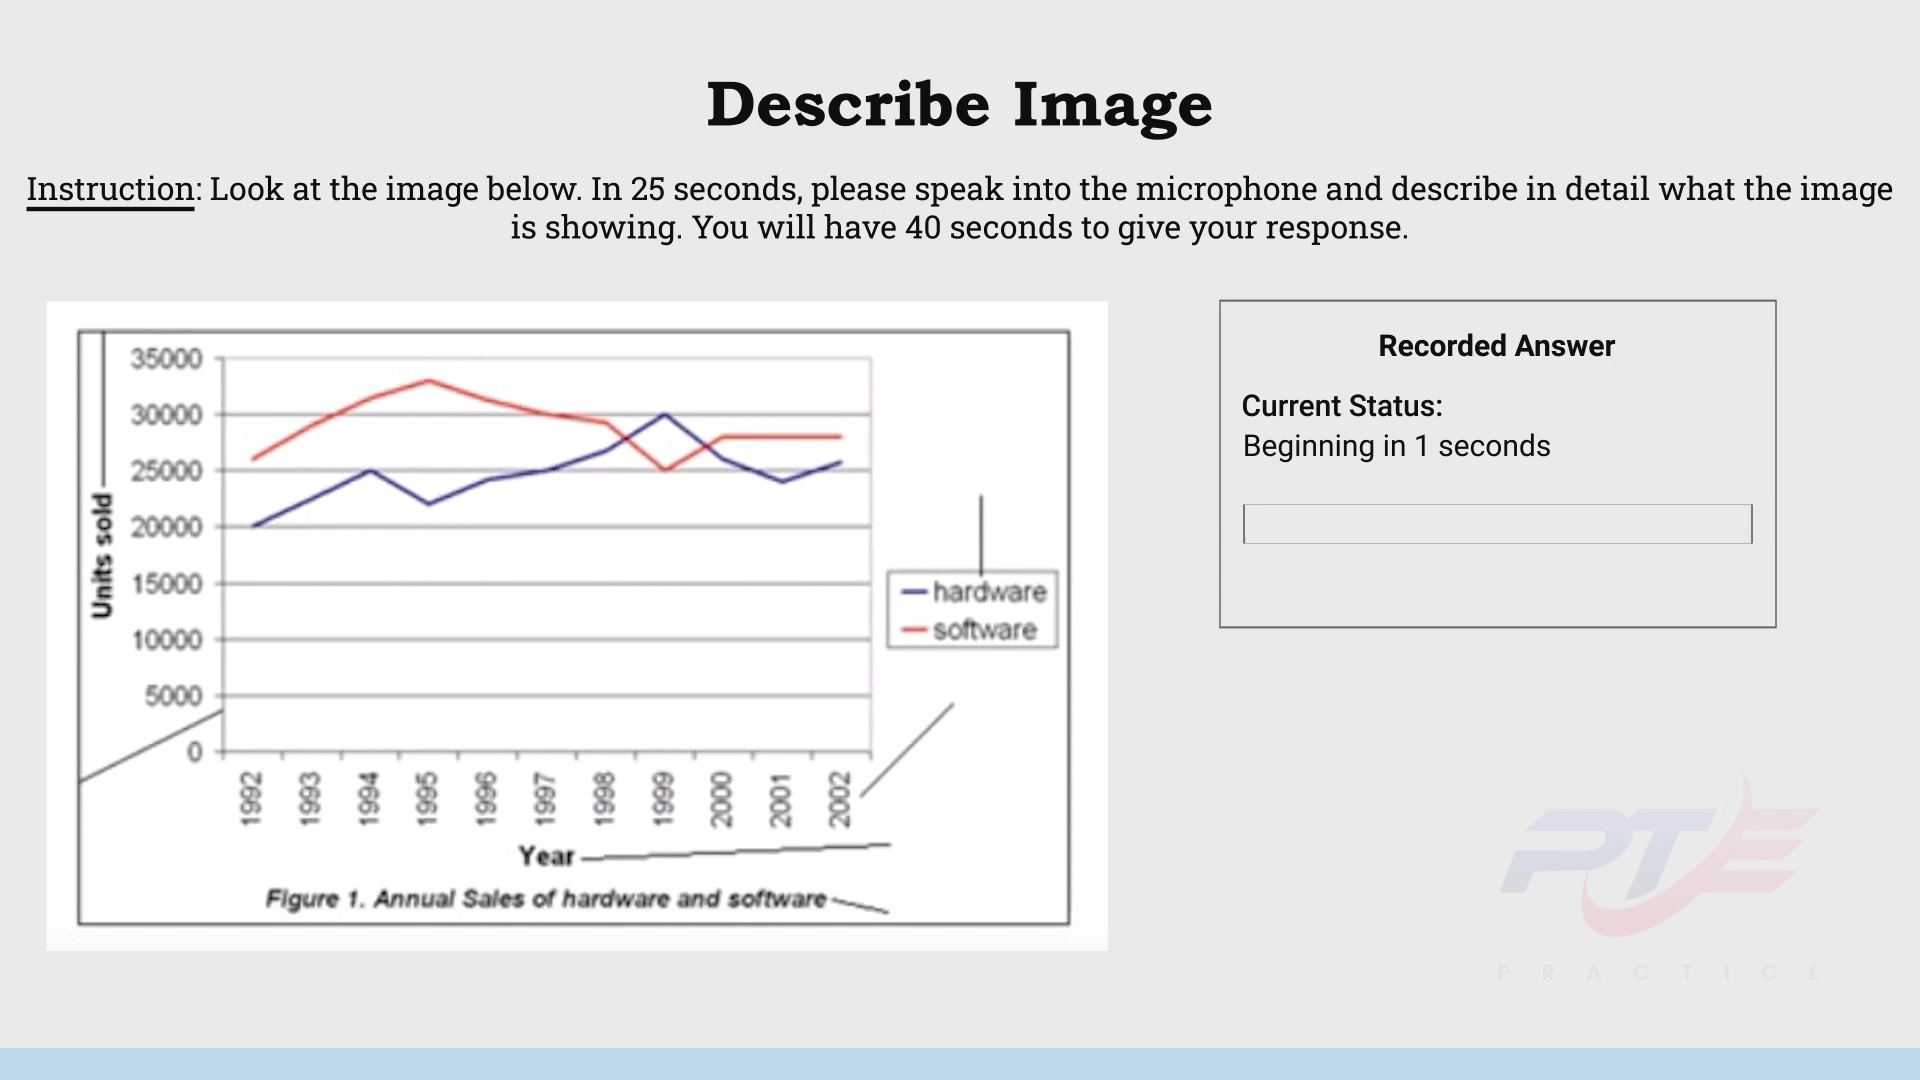 Describe Image
Instruction: Look at the image below. In 25 seconds, please speak into the microphone and describe in detail what the image
is showing. You will have 40 seconds to give your response.
35000
30000
25000
20000
15000
10000
5000
0
Units sold
1992
1993
1994
1995
1996
1997
1998
1999
2000
2001
2002
Year
hardware
software
Figure 1. Annual Sales of hardware and software
Recorded Answer
Current Status:
Beginning in 1 seconds
PTE
PRACTICE